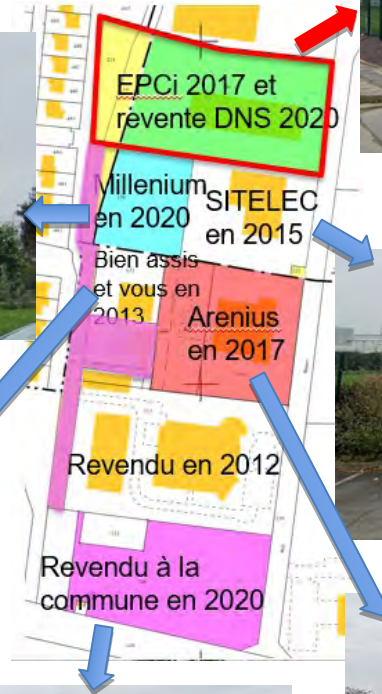 EPCi 2017 et
revente DNS 2020
Millenium
en 2020
SITELEC
en 2015
Bien assis
et vous en
2013
Arenius
en 2017
Revendu en 2012
Revendu à la
commune en 2020